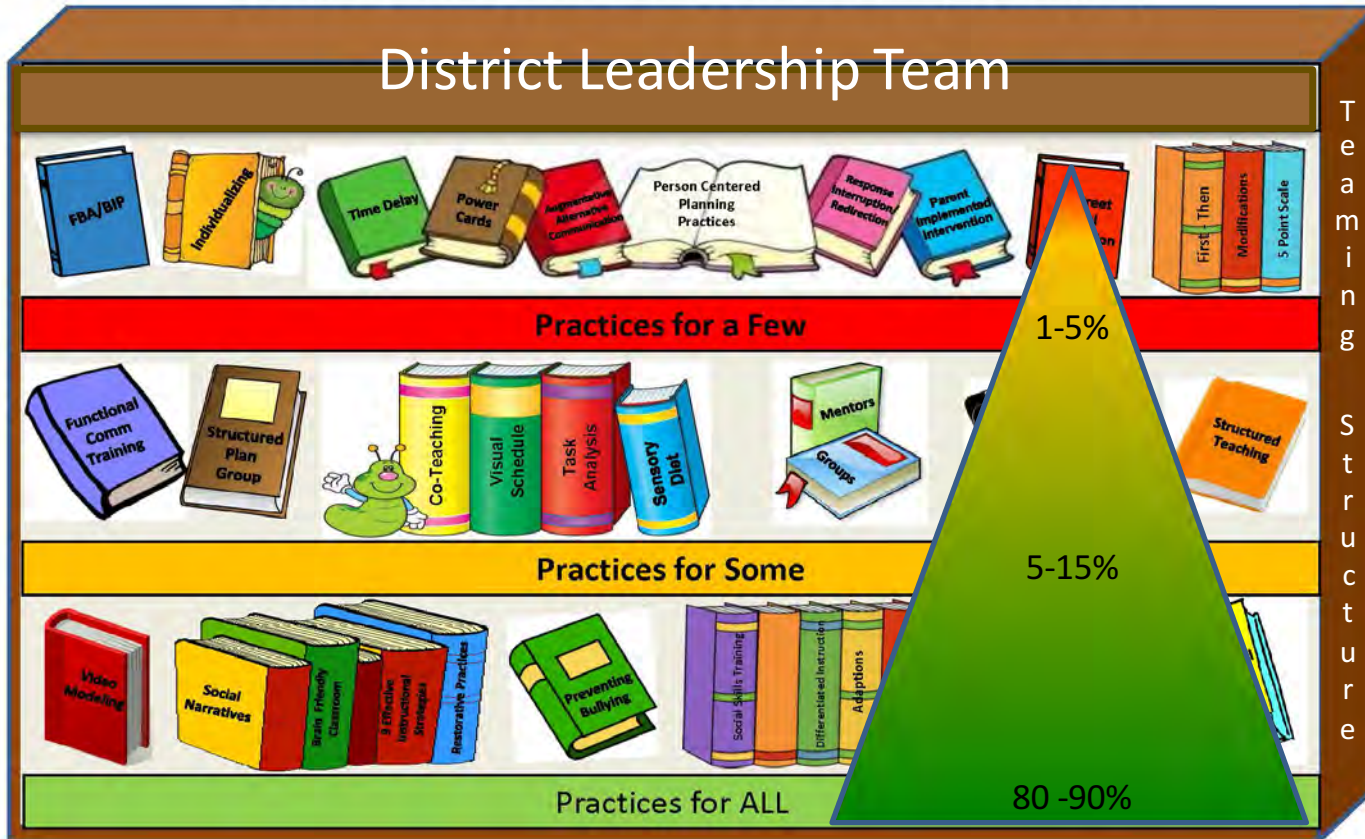 District Leadership Team
FBA/BIP
Individualizing
Time Delay
Power
Cards
Augmentative
Alternative
Communication
Person Centered
Planning
Practices
Response
Interruption/
Redirection
Parent
Implemented
Intervention
First - Then
Modifications
5 Point Scale
Practices for a Few
1-5%
Functional
Comm
Training
Structured
Plan
Group
Co-Teaching
Visual
Schedule
Task
Analysis
Sensory
Diet
Mentors
Groups
Structured
Teaching
Practices for Some
5-15%
Video
Modeling
Social
Narratives
Brain Friendly
Classroom
9 Effective
Instructional
Strategies
Restorative Practices
Preventing
Bullying
Social Skills Training
Differentiated Instruction
Adaptions
Practices for ALL
80 -90%
Teaming Structure